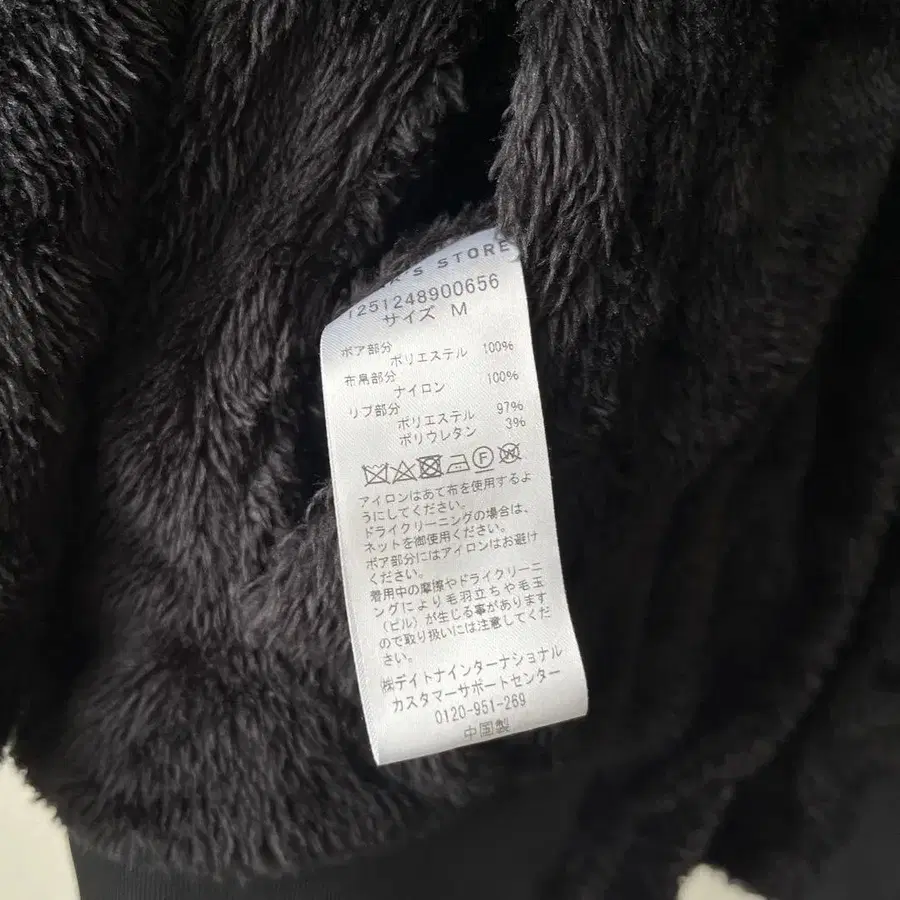 K'S STORE
1251248900656
サイズ M
ボア部分
ポリエステル 100%
布帛部分
ナイロン 100%
リブ部分
ポリエステル 97%
ポリウレタン 3%
F W
アイロンはあて布を使用するよ
うにしてください。
ドライクリーニングの場合は、
ネットを御使用ください。
ボア部分にはアイロンはお避け
ください。
着用中の摩擦やドライクリーニ
ングにより毛羽立ちや毛玉
(ピル)が生じる事があります
ので取り扱いには注意してくだ
さい。
㈱デイトナインターナショナル
カスタマーサポートセンター
0120-951-269
中国製